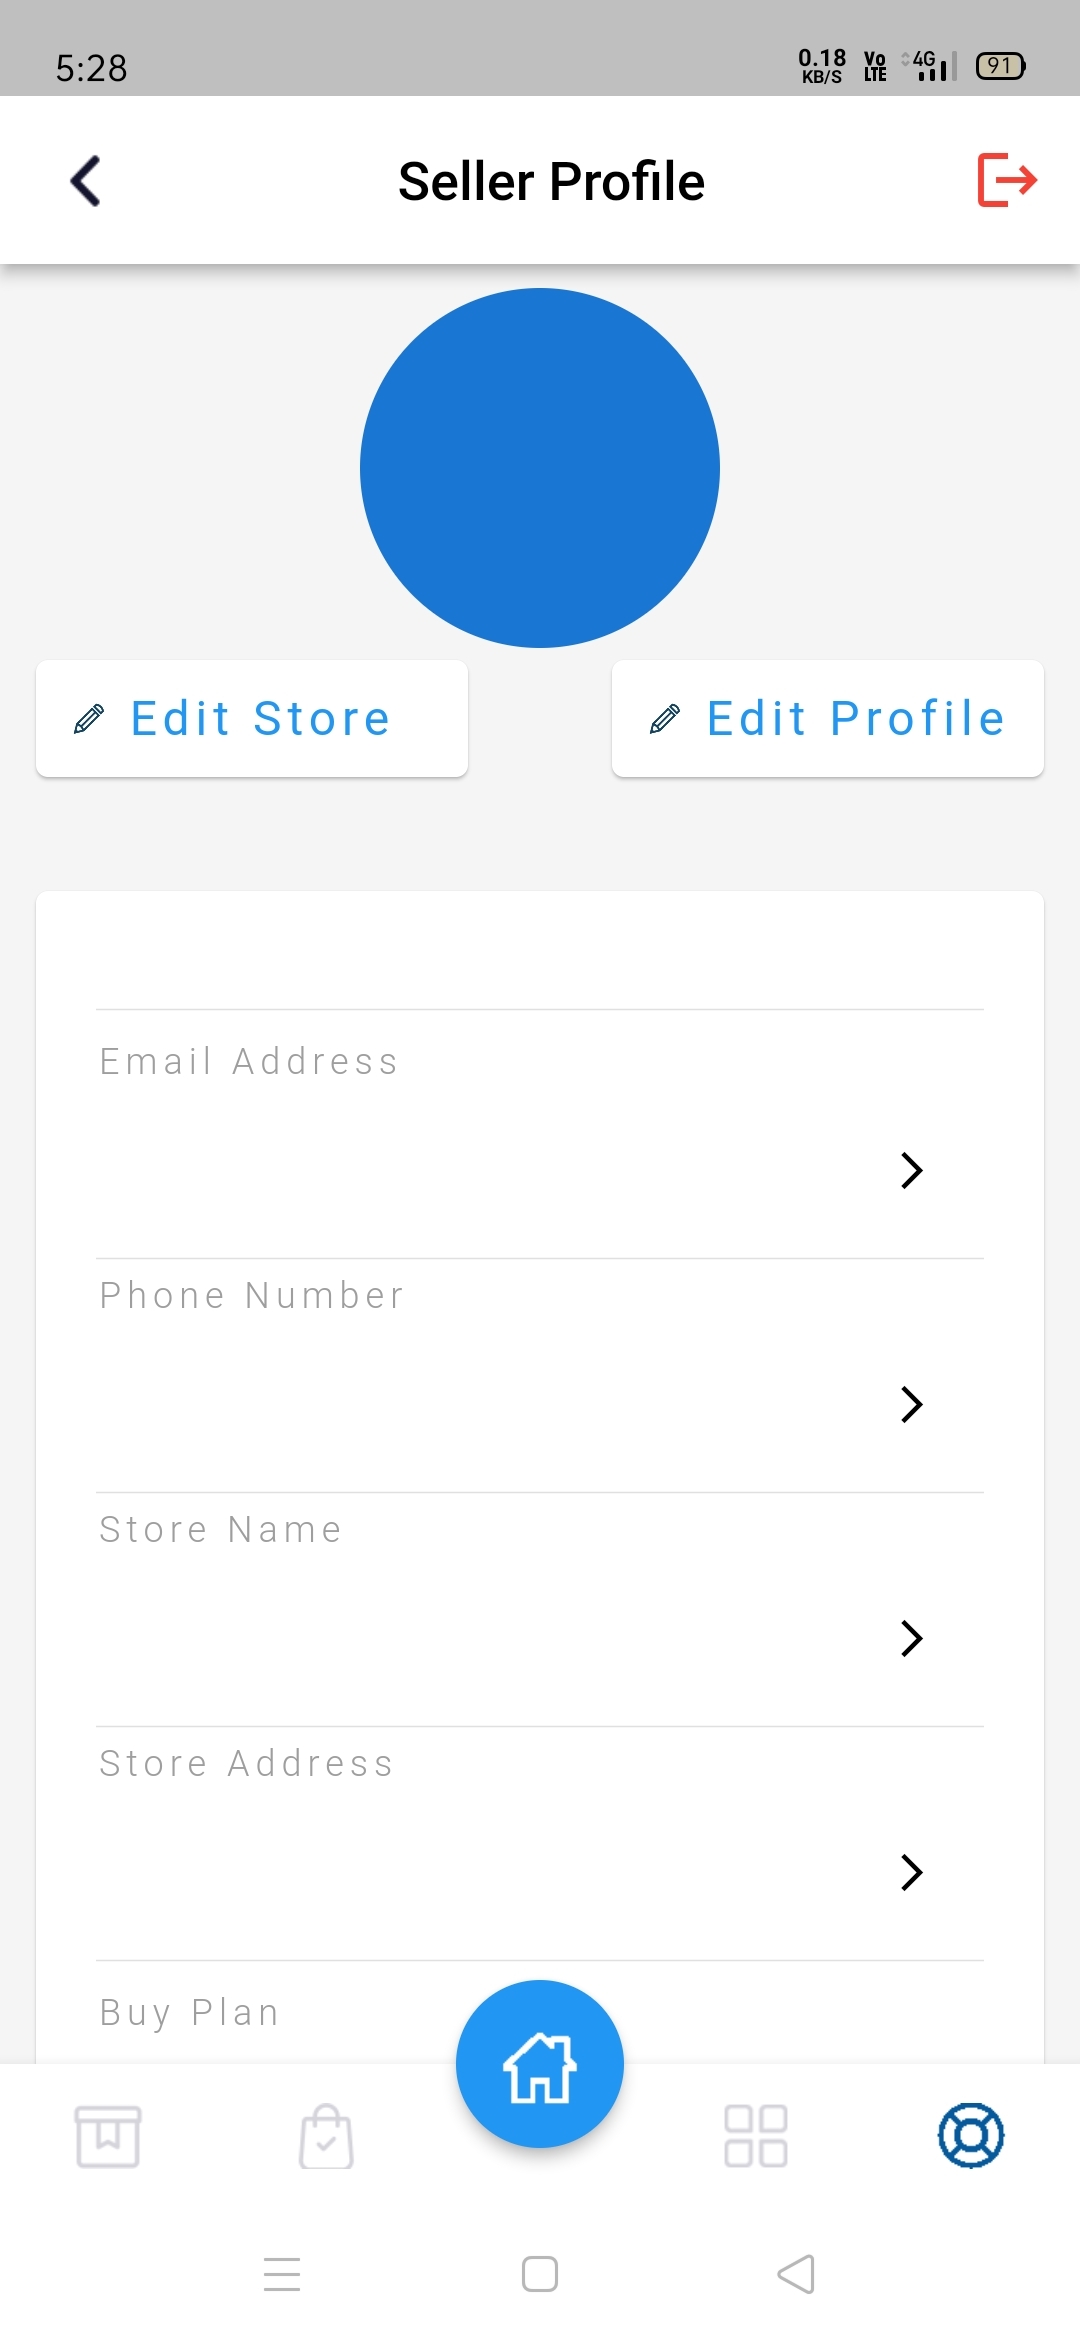 5:28
0.18 KB/S Vo LTE 4G 91
Seller Profile
Edit Store
Edit Profile
Email Address
Phone Number
Store Name
Store Address
Buy Plan